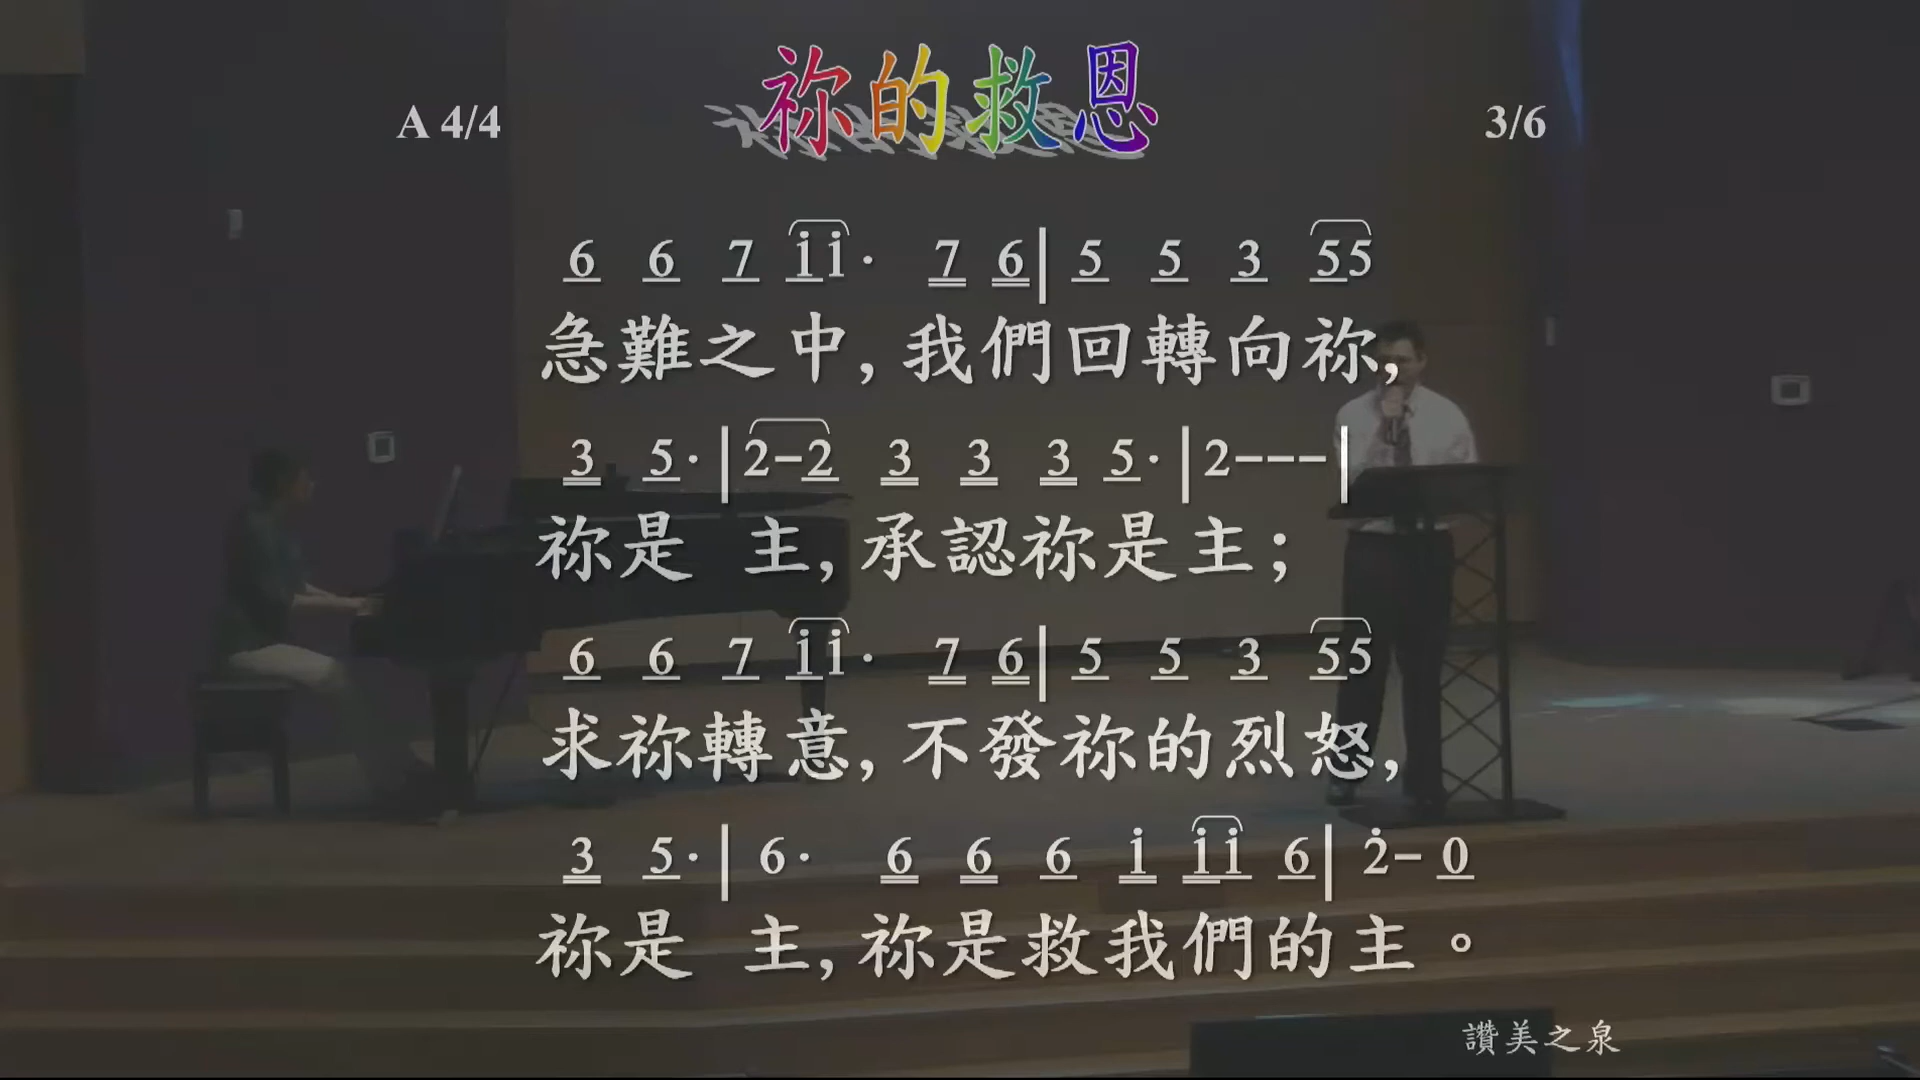 祢的救恩
A 4/4
3/6
6 6 7 i i · 7 6 | 5 5 3 5 5
急難之中, 我們回轉向祢,
3 5 · | 2 – 2 3 3 3 5 · | 2 – – – |
祢是 主, 承認祢是主;
6 6 7 i i · 7 6 | 5 5 3 5 5
求祢轉意, 不發祢的烈怒,
3 5 · | 6 · 6 6 6 i i i 6 | 2̇ – 0
祢是 主, 祢是救我們的主。
讚美之泉